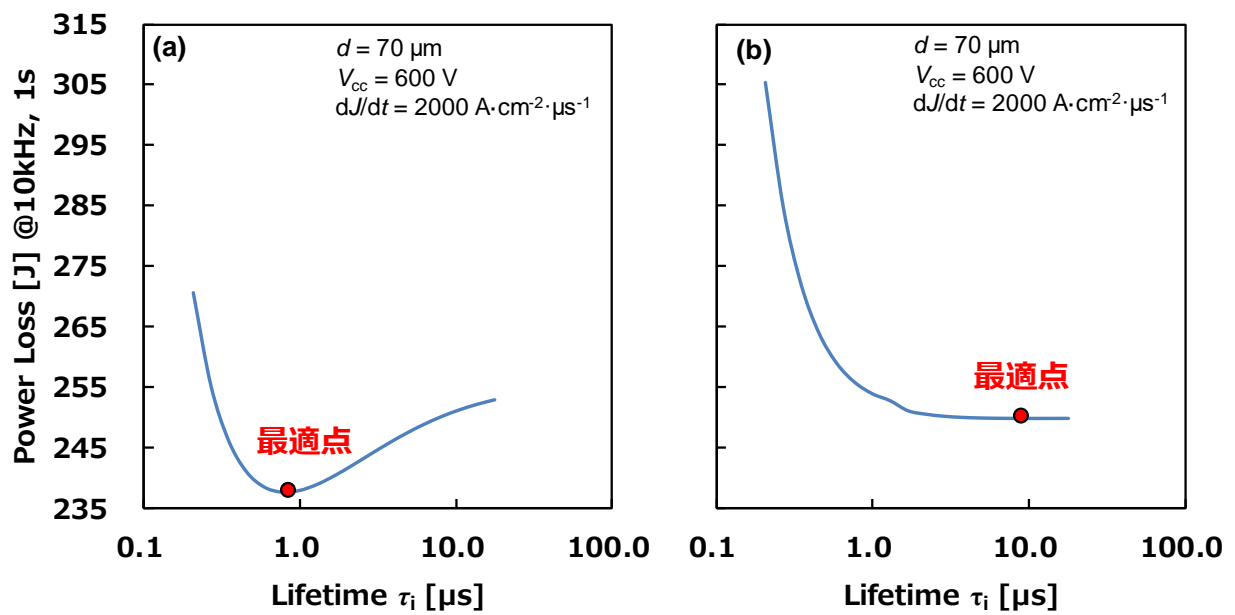 Power Loss [J] @10kHz, 1s
315
305
295
285
275
265
255
245
235
(a)
d = 70 μm
Vcc = 600 V
dJ/dt = 2000 A·cm-2·μs-1
最適点
0.1
1.0
10.0
100.0
Lifetime τi [μs]
(b)
d = 70 μm
Vcc = 600 V
dJ/dt = 2000 A·cm-2·μs-1
最適点
0.1
1.0
10.0
100.0
Lifetime τi [μs]